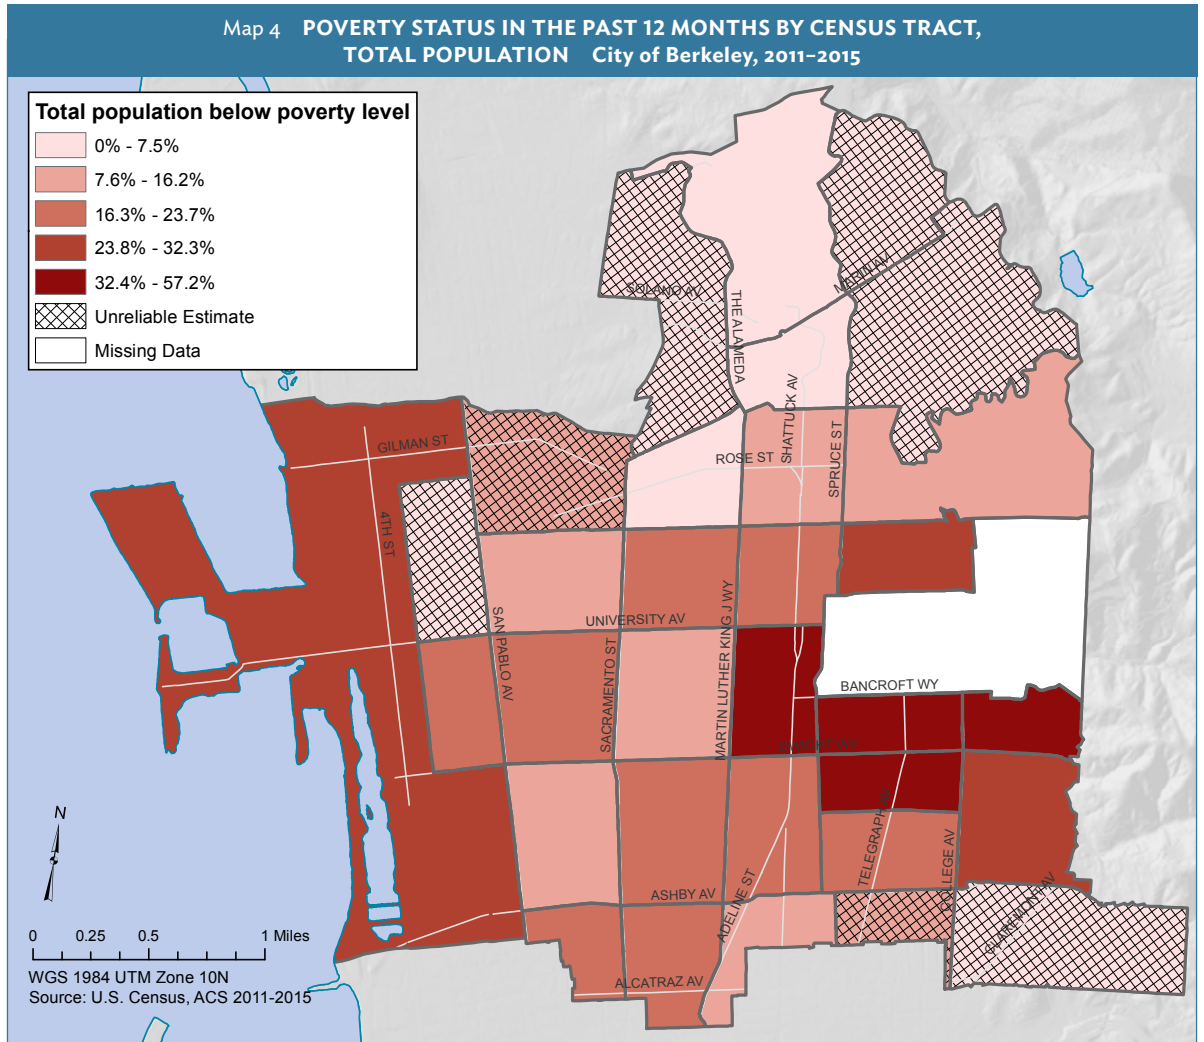 Map 4 POVERTY STATUS IN THE PAST 12 MONTHS BY CENSUS TRACT,
TOTAL POPULATION City of Berkeley, 2011–2015
Total population below poverty level
0% - 7.5%
7.6% - 16.2%
16.3% - 23.7%
23.8% - 32.3%
32.4% - 57.2%
Unreliable Estimate
Missing Data
MARIN AV
SOLANO AV
THE ALAMEDA
SHATTUCK AV
SPRUCE ST
GILMAN ST
ROSE ST
4TH ST
SAN PABLO AV
UNIVERSITY AV
SACRAMENTO ST
MARTIN LUTHER KING J WY
BANCROFT WY
TELEGRAPH AV
COLLEGE AV
ASHBY AV
ADELINE ST
CLAREMONT AV
ALCATRAZ AV
N
0 0.25 0.5 1 Miles
WGS 1984 UTM Zone 10N
Source: U.S. Census, ACS 2011-2015